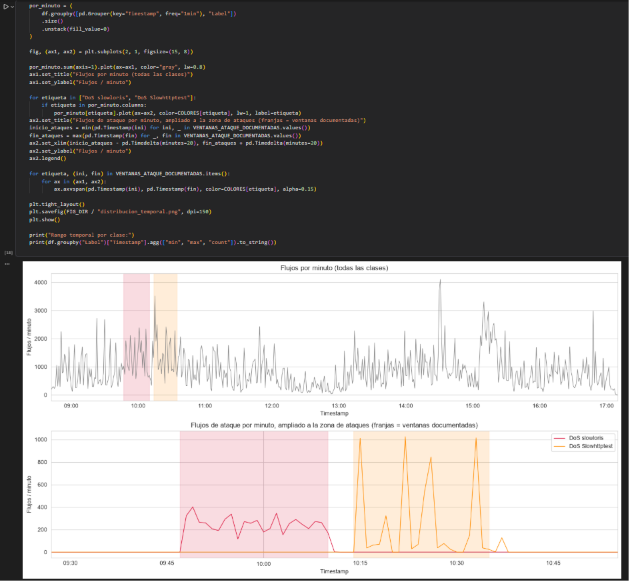 por_minuto = (
df.groupby([pd.Grouper(key="Timestamp", freq="1min"), "Label"])
.size()
.unstack(fill_value=0)
)
fig, (ax1, ax2) = plt.subplots(2, 1, figsize=(15, 8))
por_minuto.sum(axis=1).plot(ax=ax1, color="gray", lw=0.8)
ax1.set_title("Flujos por minuto (todas las clases)")
ax1.set_ylabel("Flujos / minuto")
for etiqueta in ["DoS slowloris", "DoS Slowhttptest"]:
if etiqueta in por_minuto.columns:
por_minuto[etiqueta].plot(ax=ax2, color=COLORES[etiqueta], lw=1, label=etiqueta)
ax2.set_title("Flujos de ataque por minuto, ampliado a la zona de ataques (franjas = ventanas documentadas)")
inicio_ataques = min(pd.Timestamp(ini) for ini, _ in VENTANAS_ATAQUE_DOCUMENTADAS.values())
fin_ataques = max(pd.Timestamp(fin) for _, fin in VENTANAS_ATAQUE_DOCUMENTADAS.values())
ax2.set_xlim(inicio_ataques - pd.Timedelta(minutes=20), fin_ataques + pd.Timedelta(minutes=20))
ax2.set_ylabel("Flujos / minuto")
ax2.legend()
for etiqueta, (ini, fin) in VENTANAS_ATAQUE_DOCUMENTADAS.items():
for ax in (ax1, ax2):
ax.axvspan(pd.Timestamp(ini), pd.Timestamp(fin), color=COLORES[etiqueta], alpha=0.15)
plt.tight_layout()
plt.savefig(FIG_DIR / "distribucion_temporal.png", dpi=150)
plt.show()
print("Rango temporal por clase:")
print(df.groupby("Label")["Timestamp"].agg(["min", "max", "count"]).to_string())
Flujos por minuto (todas las clases)
4000
3000
2000
1000
0
Flujos / minuto
09:00 10:00 11:00 12:00 13:00 14:00 15:00 16:00 17:00
Timestamp
Flujos de ataque por minuto, ampliado a la zona de ataques (franjas = ventanas documentadas)
1000
800
600
400
200
0
Flujos / minuto
DoS slowloris
DoS Slowhttptest
09:30 09:45 10:00 10:15 10:30 10:45
Timestamp